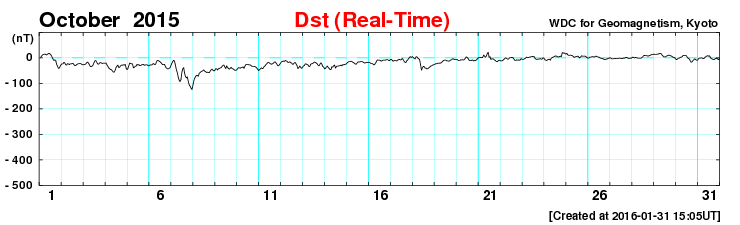 October 2015 Dst (Real-Time) WDC for Geomagnetism, Kyoto
(nT)
0
- 100
- 200
- 300
- 400
- 500
1 6 11 16 21 26 31
[Created at 2016-01-31 15:05UT]